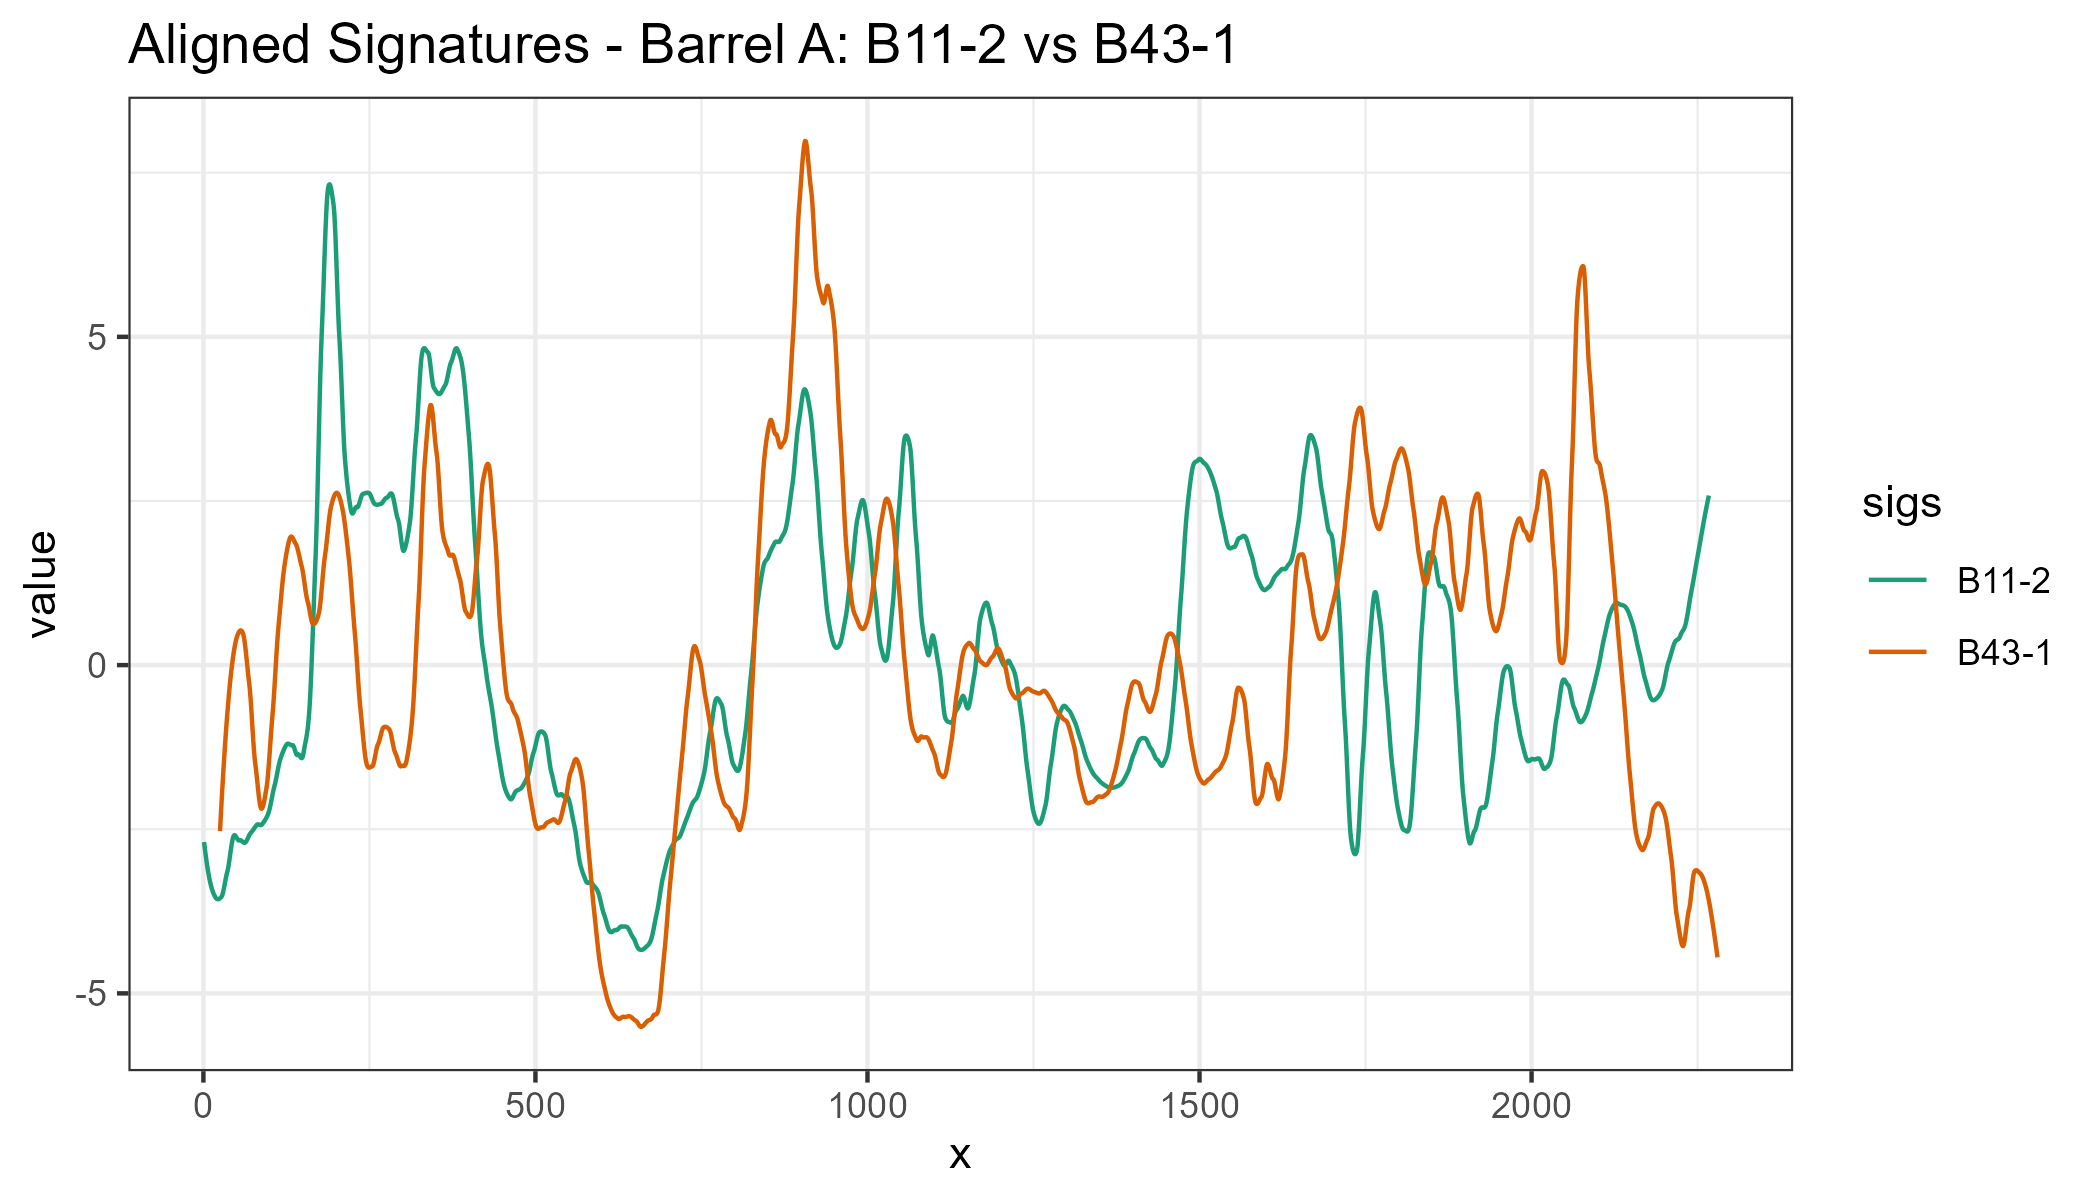 Aligned Signatures - Barrel A: B11-2 vs B43-1
value
5
0
-5
0 500 1000 1500 2000
x
sigs
B11-2
B43-1